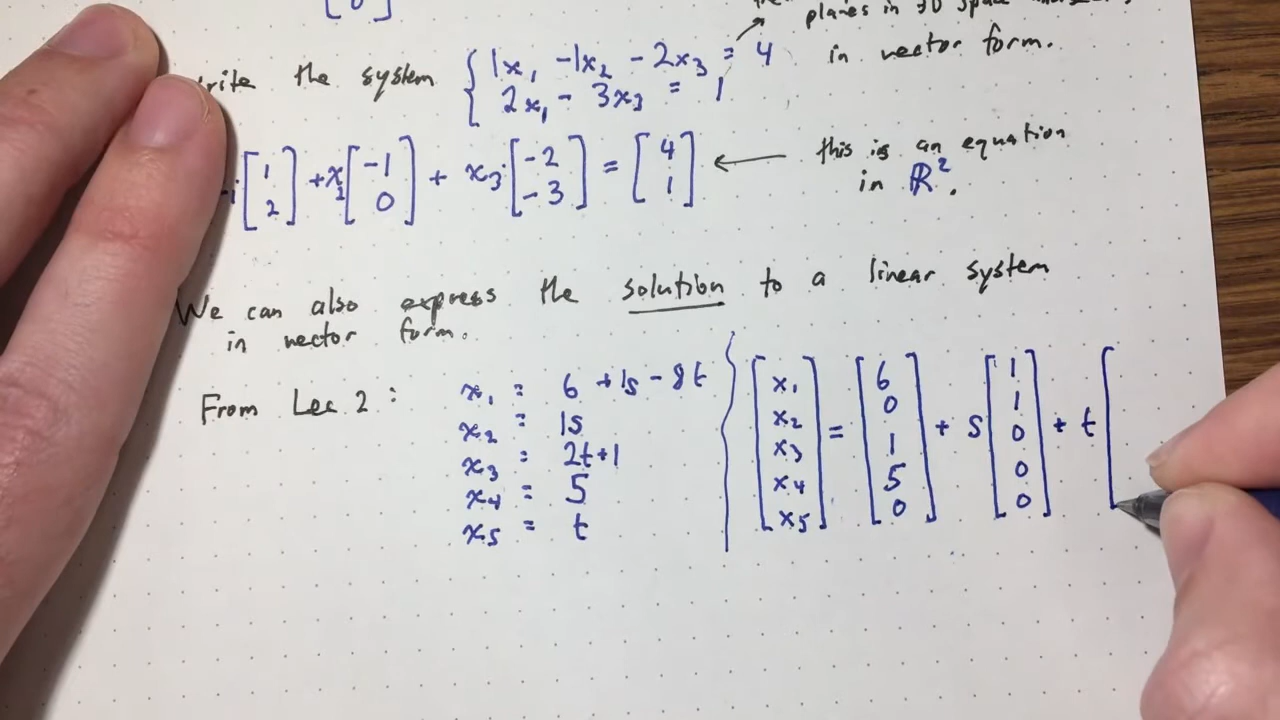 planes in 3D space
write the system { 1x₁ - 1x₂ - 2x₃ = 4 in vector form.
2x₁ - 3x₃ = 1
[1 2] + x₂ [-1 0] + x₃ · [-2 -3] = [4 1] ← this is an equation
in ℝ².
We can also express the solution to a linear system
in vector form.
From Lec 2 :
x₁ = 6 + 1s - 8t
x₂ = 1s
x₃ = 2t + 1
x₄ = 5
x₅ = t
[x₁ x₂ x₃ x₄ x₅] = [6 0 1 5 0] + s [1 1 0 0 0] + t [